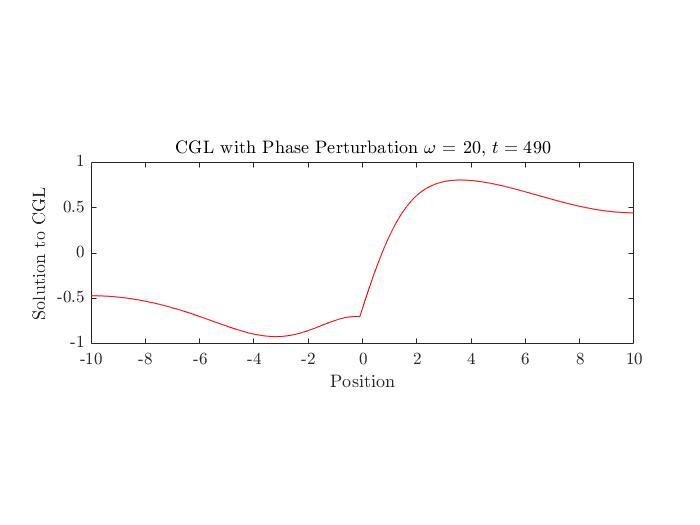 CGL with Phase Perturbation ω = 20, t = 490
1
0.5
0
-0.5
-1
Solution to CGL
-10 -8 -6 -4 -2 0 2 4 6 8 10
Position